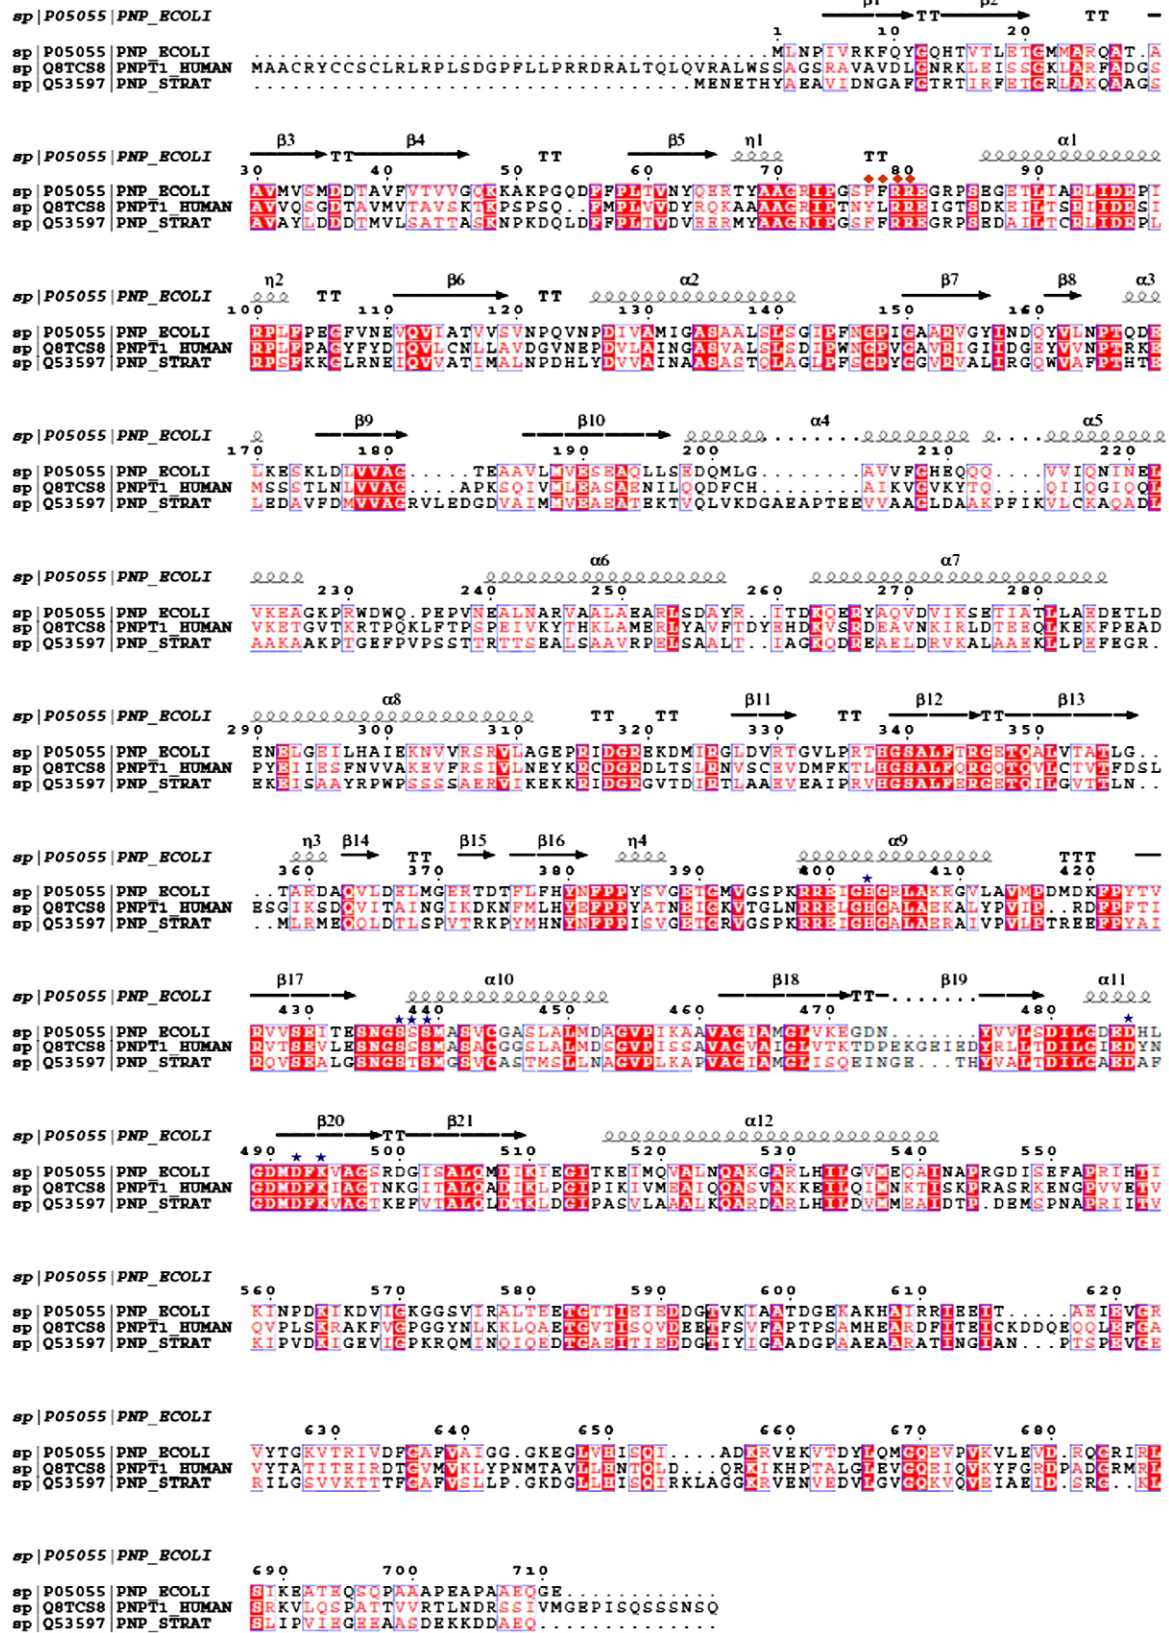 sp|P05055|PNP_ECOLI β1 TT β2 TT
1 10 20
sp|P05055|PNP_ECOLI ........................................MLNPIVRKFQYGQHTVTLETGMMARQAT.A
sp|Q8TCS8|PNPT1_HUMAN MAACRYCCSCLRLRPLSDGPFLLPRRDRALTQLQVRALWSSAGSRAVAVDLGNRKLEISSGKLARFADGS
sp|Q53597|PNP_STRAT ..................................MENETHYAEAVIDNGAFGTRTIRFETGRLAKQAAGS
sp|P05055|PNP_ECOLI β3 TT β4 TT β5 η1 TT α1
30 40 50 60 70 80 90
sp|P05055|PNP_ECOLI AVMVSMDDTAVFVTVVGQKKAKPGQDFFPLTVNYQERTYAAGRIPGSFFRREGRPSEGETLTARLIDRPI
sp|Q8TCS8|PNPT1_HUMAN AVVQSGDTAVMVTAVSKTKPSPSQ..FMPLVVDYRQKAAAAGRIPTNYLRREIGTSDKEILTSRIIDRSI
sp|Q53597|PNP_STRAT AVAYLDDDTMVLSATTASKNPKDQLDFFPLTVDVEERMYAAGKIPGSFFRREGRPSEDAILTCRLIDRPL
sp|P05055|PNP_ECOLI η2 TT β6 TT α2 β7 β8 α3
100 110 120 130 140 150 160
sp|P05055|PNP_ECOLI RPLFPEGFVNEVQVIATVVSVNPQVNPDIVAMIGASAALSLSGIPFNGPIGAARVGYINDQYVLNPTQDE
sp|Q8TCS8|PNPT1_HUMAN RPLFPAGYFYDTQVLCNLLAVDGVNEPDVLAINGASVALSLSDIPWNGPVGAVRIGIIDGEYVVNPTRKE
sp|Q53597|PNP_STRAT RPSFKKGLRNEIQVVATIMALNPDHLYDVVAINAASASTQLAGLPFSGPIGGVRVALIRGQWVAFPTHTE
sp|P05055|PNP_ECOLI β9 β10 α4 α5
170 180 190 200 210 220
sp|P05055|PNP_ECOLI LKESKLDLVVAG.....TEAAVLMVESEAQLLSEDQMLG.........AVVFGHEQQQ....VVIQNINEL
sp|Q8TCS8|PNPT1_HUMAN MSSSTLNLVVAG....APKSQIVMLEASAENILQQDFCH.........AIKVGVKYTQ....QIIQGIQQL
sp|Q53597|PNP_STRAT LEDAVFDMVVAGRVLEDGDVAIMMVEAEATEKTVQLVKDGAEAPTEEVVAAGLDAAKPFIKVLCKAQADL
sp|P05055|PNP_ECOLI α6 α7
230 240 250 260 270 280
sp|P05055|PNP_ECOLI VKEAGKPRWDWQ.PEPVNEALNARVAALAEARLSDAYR..ITDKQERYAQVDVIKSETIATLLAEDETLD
sp|Q8TCS8|PNPT1_HUMAN VKETGVTKRTPQKLFTPSPEIVKYTHKLAMERLYAVFTDYEHDKVSRDEAVNKIRLDTEEQLKEKFPEAD
sp|Q53597|PNP_STRAT AAKAAKPTGEFPVPSSTTRTTSEALSAAVRPELSAALT..IAGKQDREAELDRVKALAAEKLLPEFEGR.
sp|P05055|PNP_ECOLI α8 TT TT β11 TT β12 TT β13
290 300 310 320 330 340 350
sp|P05055|PNP_ECOLI ENELGEILHAIEKNVVRSRVLAGEPRIDGREKDMIRGLDVRTGVLPRTHGSALFTRGETQALVTATLG..
sp|Q8TCS8|PNPT1_HUMAN PYEIIESFNVVAKEVFRSIVLNEYKRCDGRDLTSLRNVSCEVDMFKTLHGSALFQRGQTQVLCTVTFDSL
sp|Q53597|PNP_STRAT EKEISAAYRPWPSSSSAERVIKEKKRIDGRGVTDIRTLAAEVEAIPRVHGSALFERGETQILGVTTLN..
sp|P05055|PNP_ECOLI η3 β14 TT β15 β16 η4 α9 TTT
360 370 380 390 400 410 420
sp|P05055|PNP_ECOLI ..TARDAQVLDELMGERTDTFLFHYNFPPYSVGETGMVGSPKRREIGHGRLAKRGVLAVMPDMDKFPYTV
sp|Q8TCS8|PNPT1_HUMAN ESGIKSDQVITAINGIKDKNFMLHYEFPPYATNEIGKVTGLNRRELGHGALAEKALYPVIP..RDFPFTI
sp|Q53597|PNP_STRAT ..MLRMEQQLDTLSPVTRKPYMHNYNFPPISVGETGRVGSPKRREIGHGALAERAIVPVLPTREEFPYAI
sp|P05055|PNP_ECOLI β17 α10 β18 TT β19 α11
430 440 450 460 470 480
sp|P05055|PNP_ECOLI RVVSEITESNGSSSMASVCGASLALMDAGVPIKAAVAGIAMGLVKEGDN.......YVVLSDILGDEDHL
sp|Q8TCS8|PNPT1_HUMAN RVTSEVLESNGSSSMASACGGSLALMDSGVPISSAVAGVAIGLVTKTDPEKGEIEDYRLLTDILGIEDYN
sp|Q53597|PNP_STRAT RQVSEALGSNGSTSMGSVCASTMSLLNAGVPLKAPVAGIAMGLISQEINGE...THYVALTDILGAEDAF
sp|P05055|PNP_ECOLI β20 TT β21 α12
490 500 510 520 530 540 550
sp|P05055|PNP_ECOLI GDMDFKVAGSRDGISALQMDIKIEGITKEIMQVALNQAKGARLHILGVMEQAINAPRGDISEFAPRIHTI
sp|Q8TCS8|PNPT1_HUMAN GDMDFKIAGTNKGITALQADIKLPGIPIKIVMEAIQQASVAKKEILQIMNKTISKPRASRKENGPVVETV
sp|Q53597|PNP_STRAT GDMDFKVAGTKEFVTALQLDTKLDGIPASVLAAALKQARDARLHILDVMMEAIDTP.DEMSPNAPRIITV
sp|P05055|PNP_ECOLI
560 570 580 590 600 610 620
sp|P05055|PNP_ECOLI KINPDKIKDVIGKGGSVIRALTEETGTTIEIEDDGTVKIAATDGEKAKHAIRRIEEIT.....AEIEVGR
sp|Q8TCS8|PNPT1_HUMAN QVPLSKRAKFVGPGGYNLKKLQAETGVTISQVDEETFSVFAPTPSAMHEARDFITEICKDDQEQQLEFGA
sp|Q53597|PNP_STRAT KIPVDKIGEVIGPKRQMINQIQEDTGAEITIEDDGTIYIGAADGPAAEAARATINGIAN...PTSPEVGE
sp|P05055|PNP_ECOLI
630 640 650 660 670 680
sp|P05055|PNP_ECOLI VYTGKVTRIVDFGAFVAIGG.GKEGLVHISQI....ADKRVEKVTDYLQMGQEVPVKVLEVD.RQGRIRL
sp|Q8TCS8|PNPT1_HUMAN VYTATITEIRDTGVMVKLYPNMTAVLLHNTQLD...QRKIKHPTALGLEVGQEIQVKYFGRDPADGRMRL
sp|Q53597|PNP_STRAT RILGSVVKTTTFGAFVSLLP.GKDGLLHISQIRKLAGGKRVENVEDVLGVGQKVQVEIAEID.SRG..KL
sp|P05055|PNP_ECOLI
690 700 710
sp|P05055|PNP_ECOLI SIKEATEQSQPAAAPEAPAAEQGE............
sp|Q8TCS8|PNPT1_HUMAN SRKVLQSPATTVVRTLNDRSSIVMGEPISQSSSNSQ
sp|Q53597|PNP_STRAT SLIPVIEGEEAASDEKKDDAEQ..............